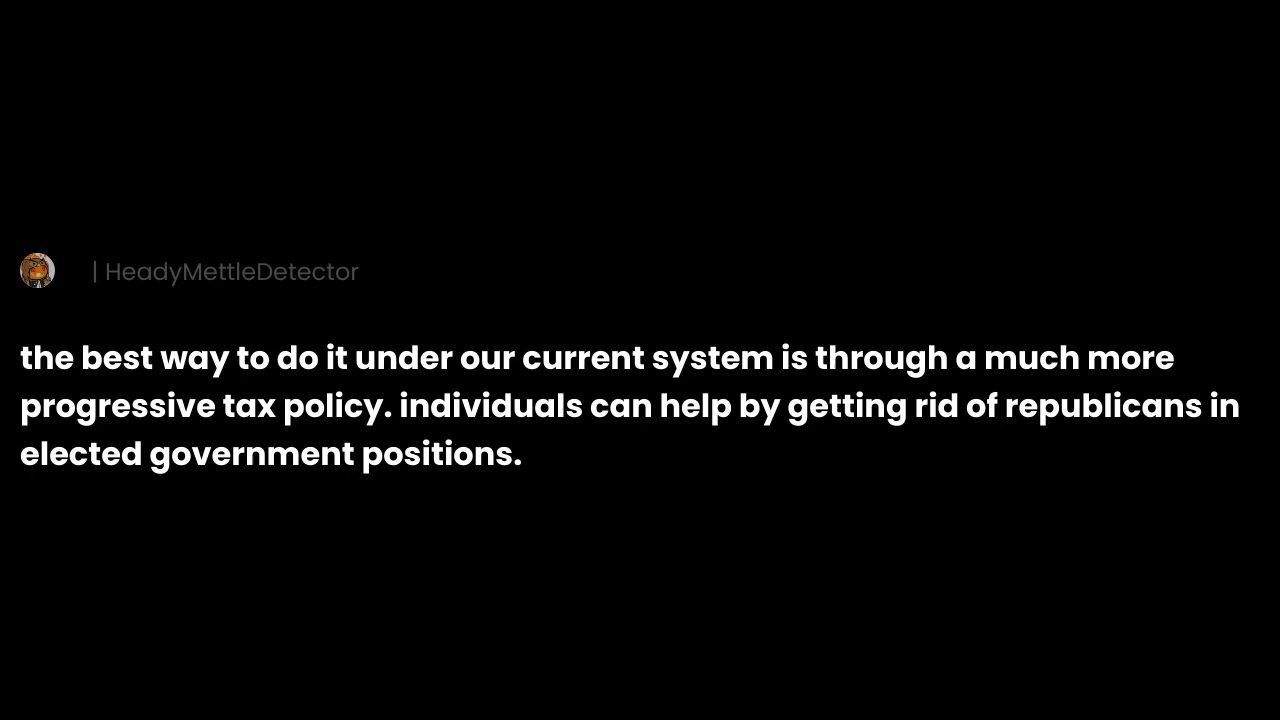 | HeadyMettleDetector
the best way to do it under our current system is through a much more
progressive tax policy. individuals can help by getting rid of republicans in
elected government positions.